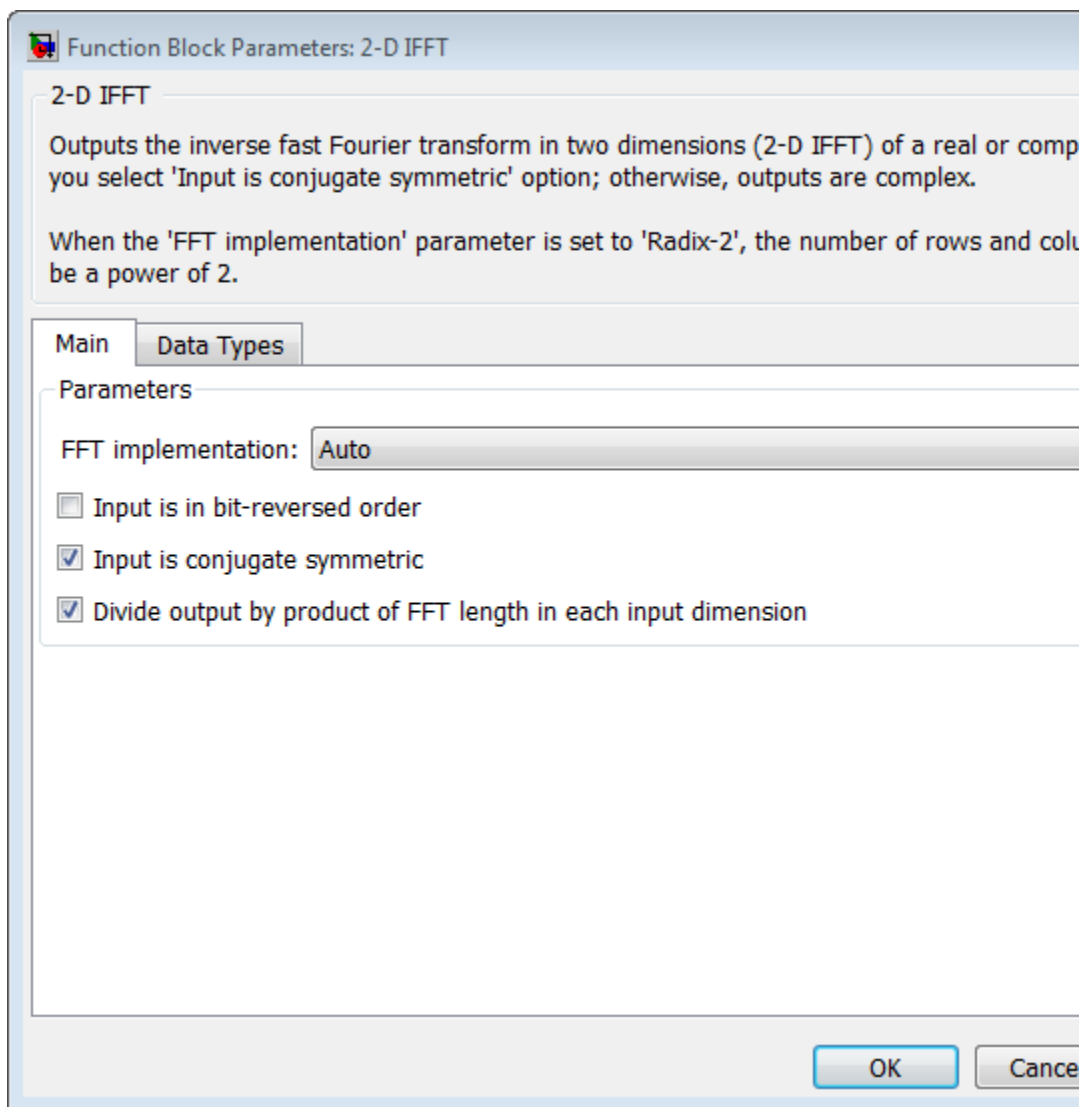 Function Block Parameters: 2-D IFFT
2-D IFFT
Outputs the inverse fast Fourier transform in two dimensions (2-D IFFT) of a real or comp
you select 'Input is conjugate symmetric' option; otherwise, outputs are complex.
When the 'FFT implementation' parameter is set to 'Radix-2', the number of rows and colu
be a power of 2.
Main Data Types
Parameters
FFT implementation: Auto
Input is in bit-reversed order
Input is conjugate symmetric
Divide output by product of FFT length in each input dimension
OK Cance